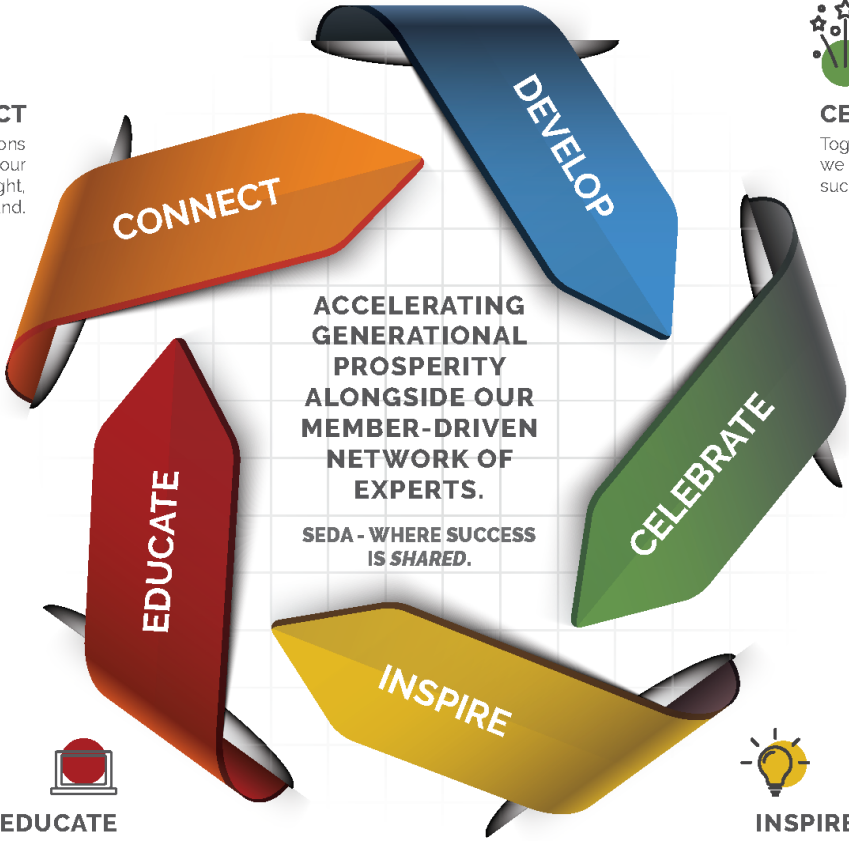 CT
ons
our
ght,
nd.
CE
Tog
we
suc
DEVELOP
CONNECT
CELEBRATE
EDUCATE
INSPIRE
ACCELERATING
GENERATIONAL
PROSPERITY
ALONGSIDE OUR
MEMBER-DRIVEN
NETWORK OF
EXPERTS.
SEDA - WHERE SUCCESS
IS SHARED.
EDUCATE
INSPIRE